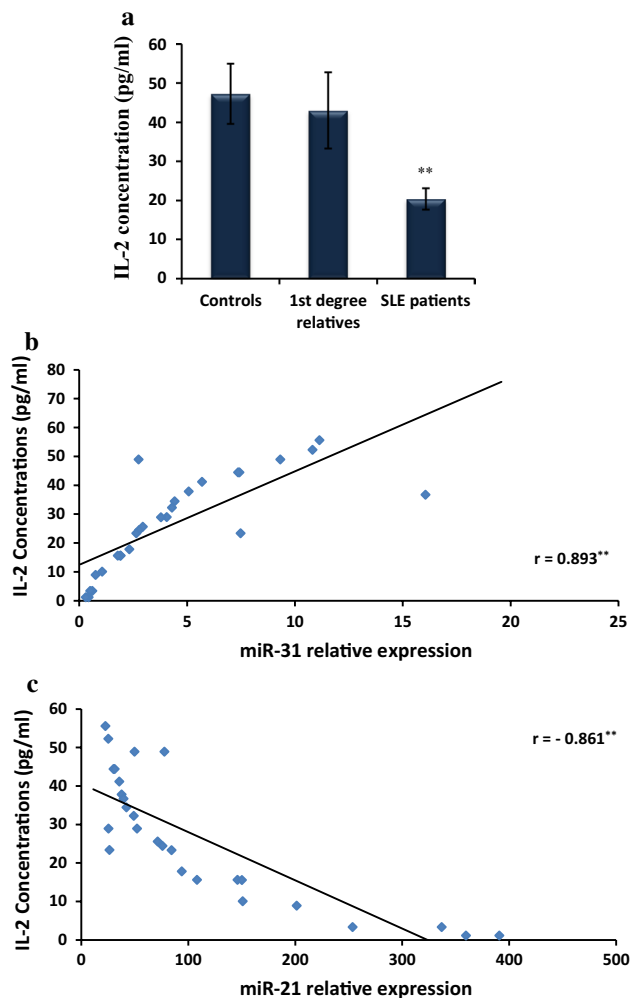 a
IL-2 concentration (pg/ml)
60
50
40
30
20
10
0
**
Controls
1st degree
relatives
SLE patients
b
IL-2 Concentrations (pg/ml)
80
70
60
50
40
30
20
10
0
r = 0.893**
0 5 10 15 20 25
miR-31 relative expression
c
IL-2 Concentrations (pg/ml)
60
50
40
30
20
10
0
r = - 0.861**
0 100 200 300 400 500
miR-21 relative expression